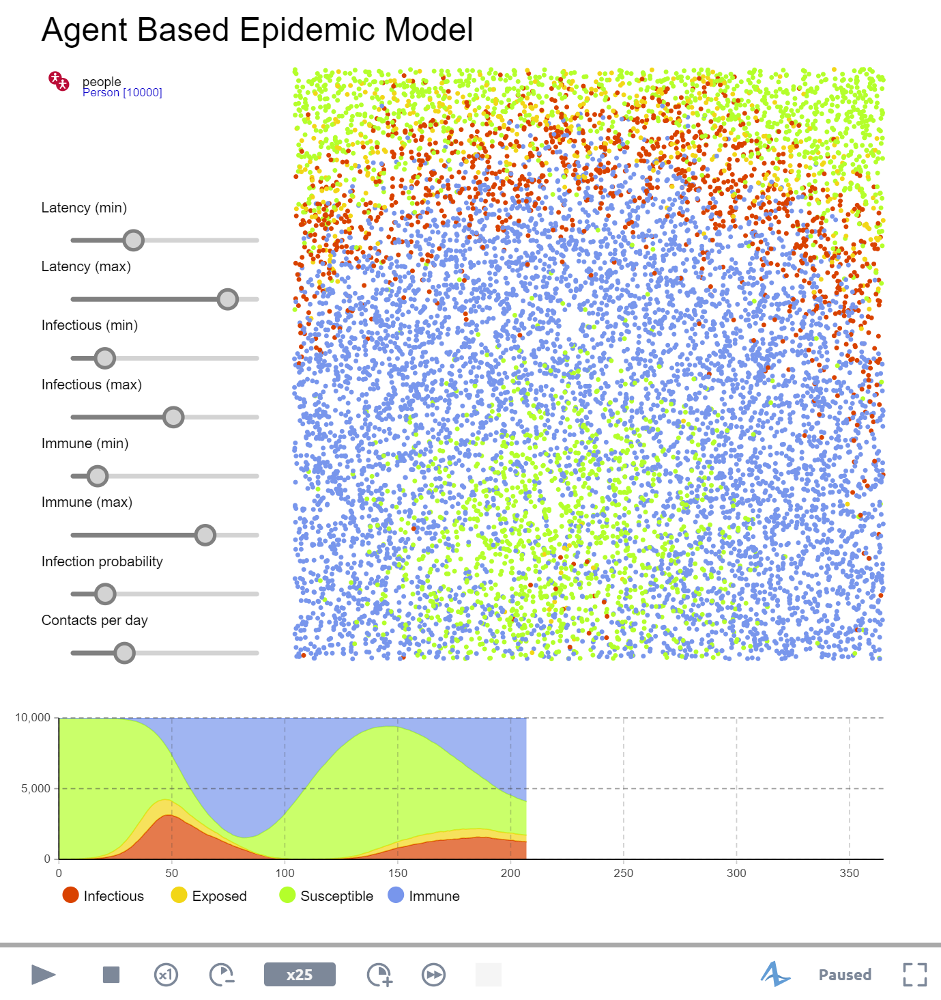 Agent Based Epidemic Model
people
Person [10000]
Latency (min)
Latency (max)
Infectious (min)
Infectious (max)
Immune (min)
Immune (max)
Infection probability
Contacts per day
10,000
5,000
0
0 50 100 150 200 250 300 350
Infectious Exposed Susceptible Immune
x1 x25 Paused